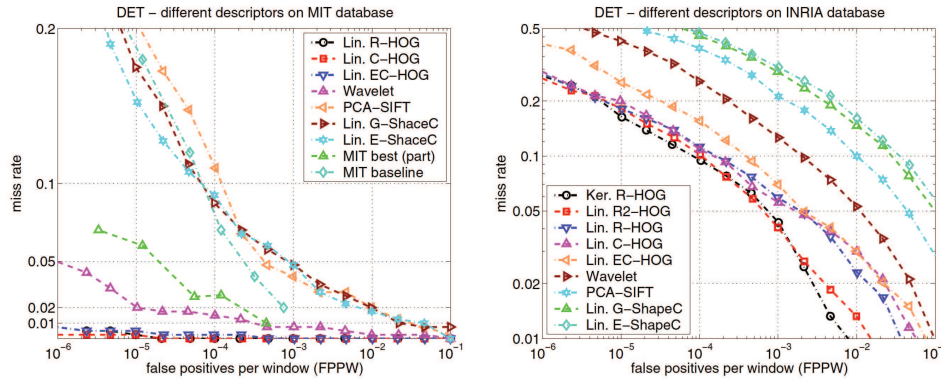 DET − different descriptors on MIT database
0.2
0.1
0.05
0.02
0.01
miss rate
Lin. R−HOG
Lin. C−HOG
Lin. EC−HOG
Wavelet
PCA−SIFT
Lin. G−ShaceC
Lin. E−ShaceC
MIT best (part)
MIT baseline
10^−6 10^−5 10^−4 10^−3 10^−2 10^−1
false positives per window (FPPW)
DET − different descriptors on INRIA database
0.5
0.2
0.1
0.05
0.02
0.01
miss rate
Ker. R−HOG
Lin. R2−HOG
Lin. R−HOG
Lin. C−HOG
Lin. EC−HOG
Wavelet
PCA−SIFT
Lin. G−ShapeC
Lin. E−ShapeC
10^−6 10^−5 10^−4 10^−3 10^−2 10^−1
false positives per window (FPPW)